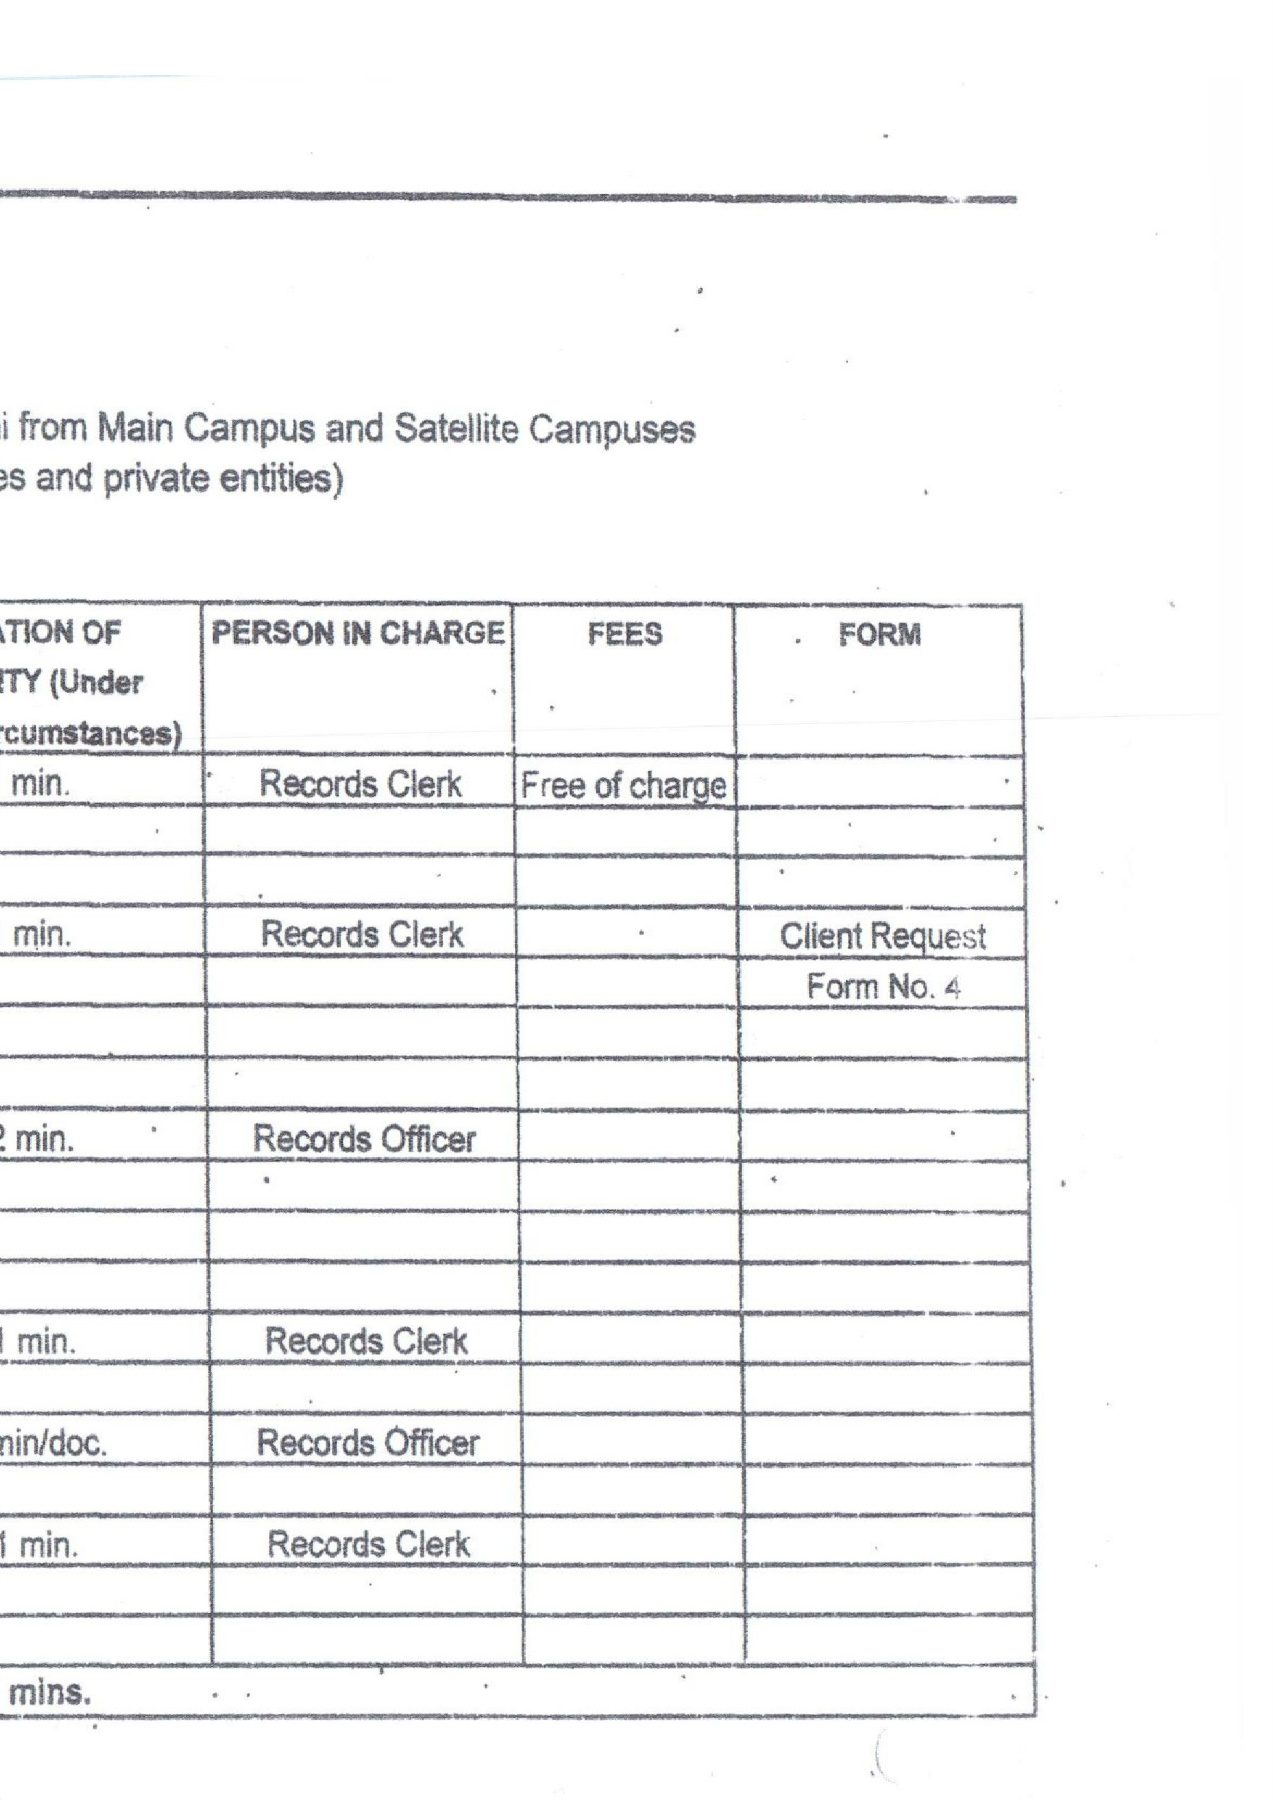 i from Main Campus and Satellite Campuses
es and private entities)
ATION OF PERSON IN CHARGE FEES FORM
ITY (Under
rcumstances)
min. Records Clerk Free of charge
min. Records Clerk Client Request
Form No. 4
2 min. Records Officer
1 min. Records Clerk
min/doc. Records Officer
1 min. Records Clerk
mins.